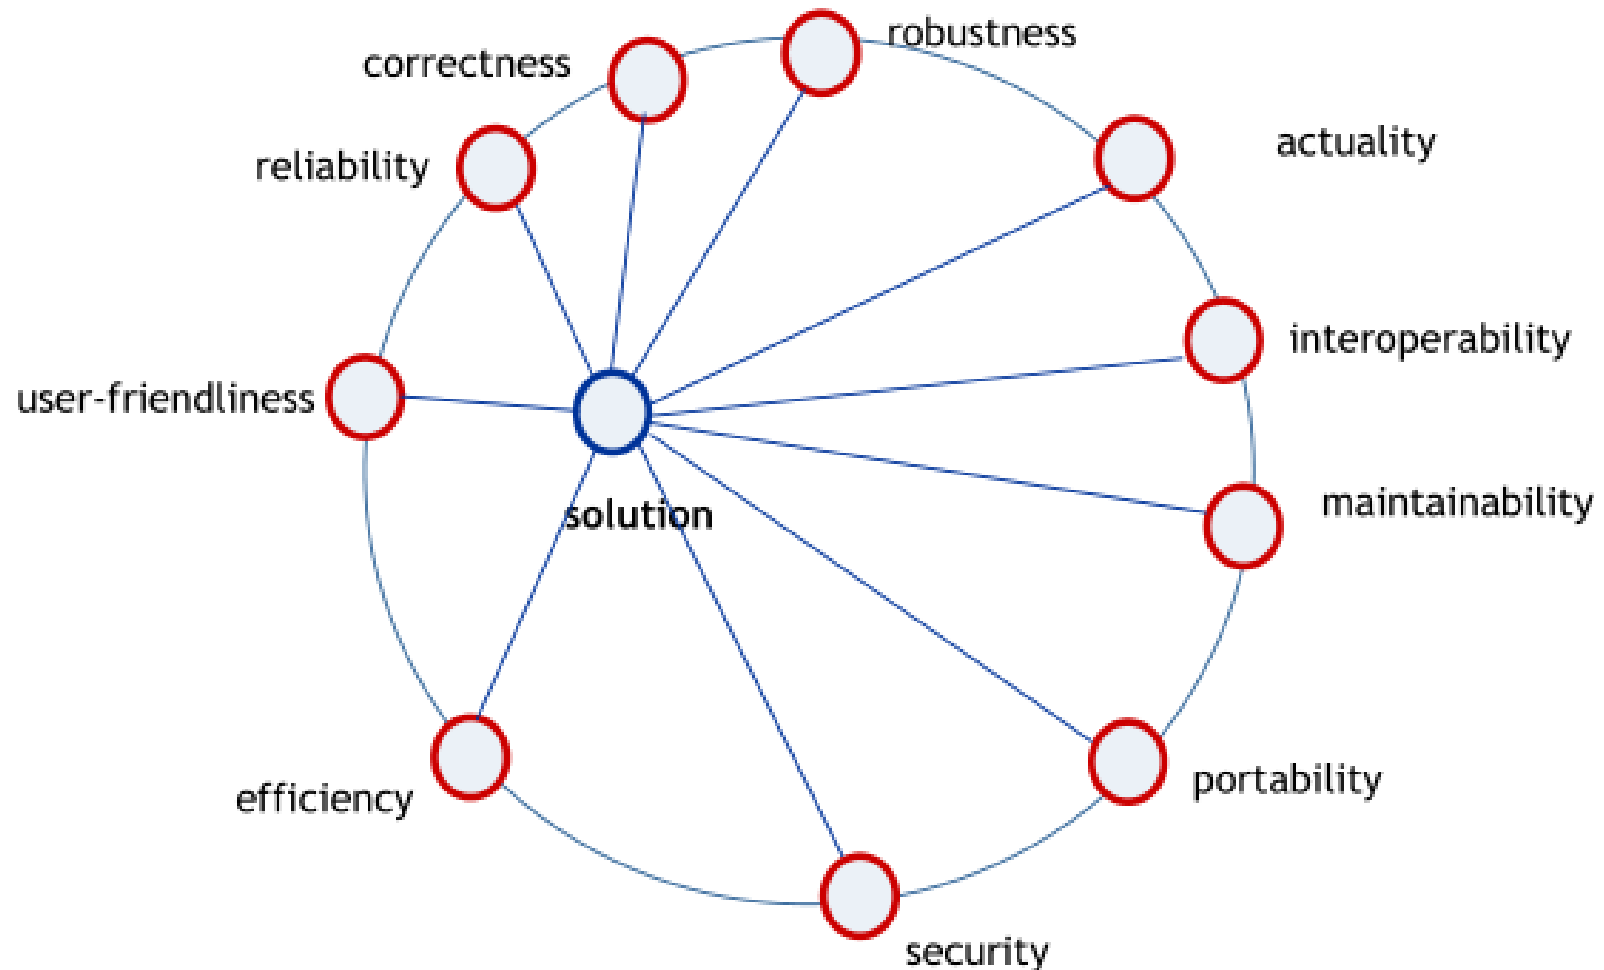 robustness
correctness
actuality
reliability
interoperability
user-friendliness
maintainability
solution
portability
efficiency
security